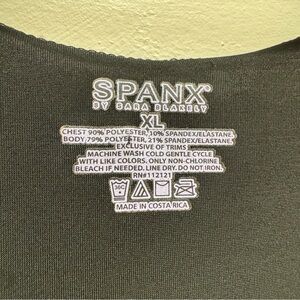 SPANX®
BY SARA BLAKELY
XL
CHEST 90% POLYESTER, 10% SPANDEX/ELASTANE
BODY 79% POLYESTER, 21% SPANDEX/ELASTANE
EXCLUSIVE OF TRIMS
MACHINE WASH COLD GENTLE CYCLE
WITH LIKE COLORS. ONLY NON-CHLORINE
BLEACH IF NEEDED, LINE DRY. DO NOT IRON.
RN#112121
MADE IN COSTA RICA